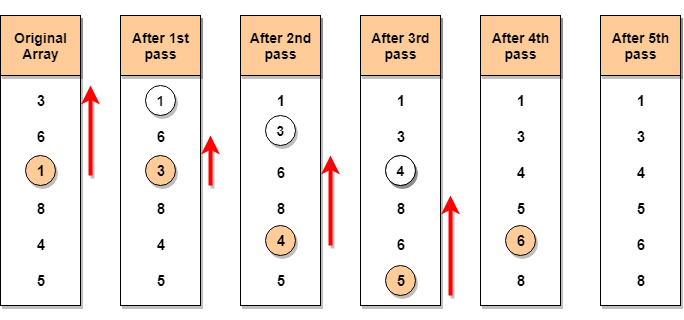 Original Array
After 1st pass
After 2nd pass
After 3rd pass
After 4th pass
After 5th pass
3 1 1 1 1 1
6 6 3 3 3 3
1 3 6 4 4 4
8 8 8 8 5 5
4 4 4 6 6 6
5 5 5 5 8 8